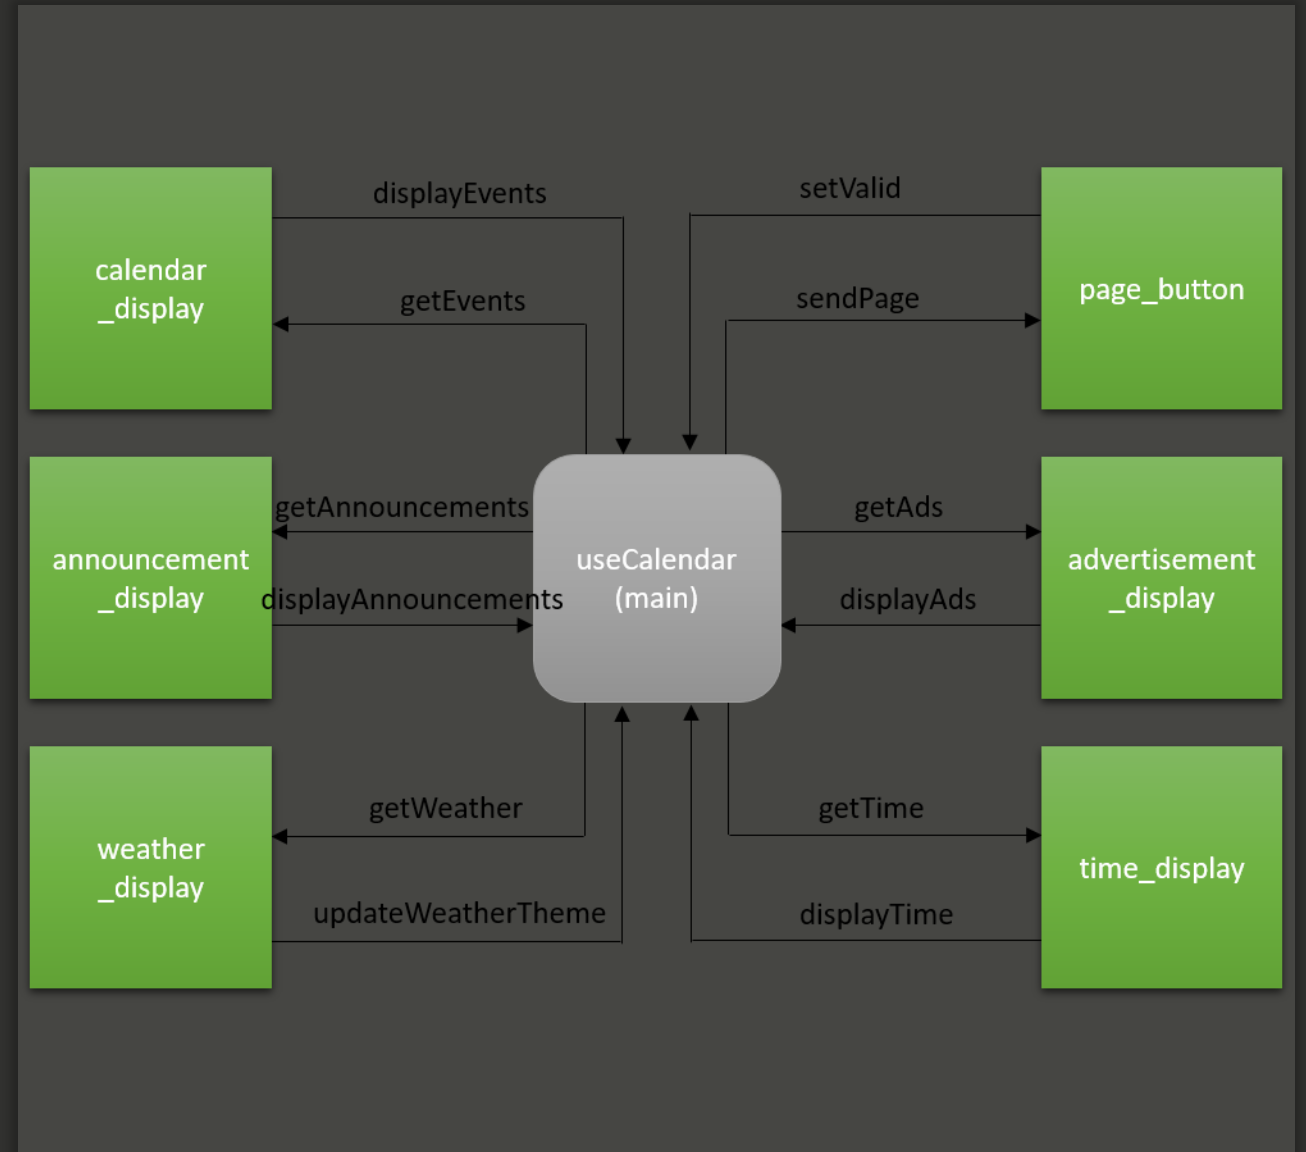 displayEvents
setValid
calendar
_display
getEvents
sendPage
page_button
getAnnouncements
getAds
announcement
_display
useCalendar
(main)
advertisement
_display
displayAnnouncements
displayAds
getWeather
getTime
weather
_display
time_display
updateWeatherTheme
displayTime